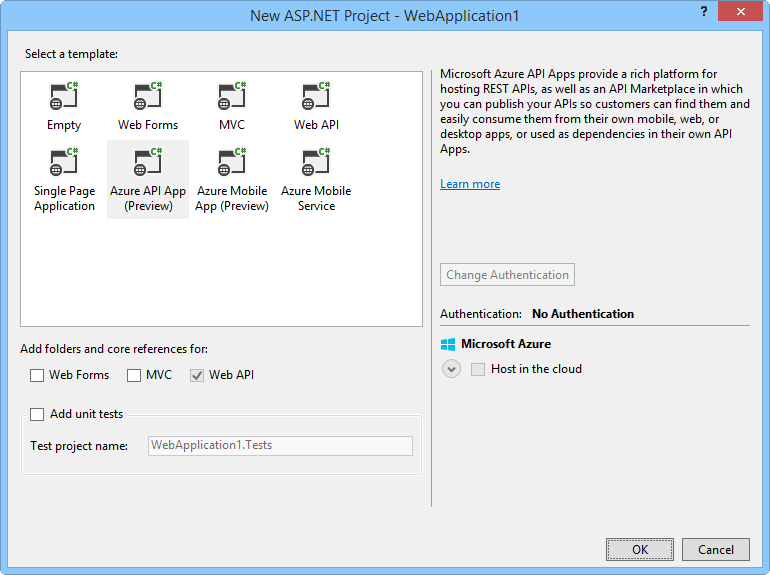 New ASP.NET Project - WebApplication1
?
Select a template:
C# C# C# C#
Empty Web Forms MVC Web API
C# C# C# C#
Single Page Azure API App Azure Mobile Azure Mobile
Application (Preview) App (Preview) Service
Microsoft Azure API Apps provide a rich platform for
hosting REST APIs, as well as an API Marketplace in which
you can publish your APIs so customers can find them and
easily consume them from their own mobile, web, or
desktop apps, or used as dependencies in their own API
Apps.
Learn more
Change Authentication
Authentication: No Authentication
Microsoft Azure
Host in the cloud
Add folders and core references for:
Web Forms MVC Web API
Add unit tests
Test project name: WebApplication1.Tests
OK Cancel